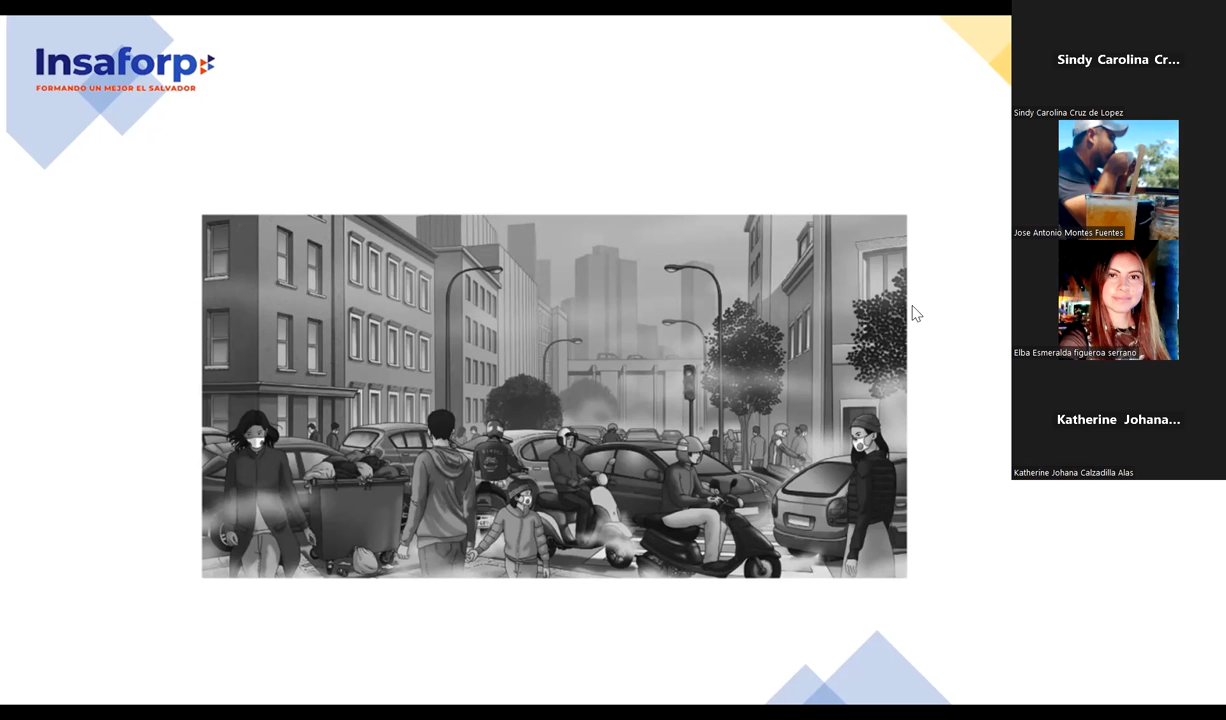 Insaforp
FORMANDO UN MEJOR EL SALVADOR
Sindy Carolina Cr...
Sindy Carolina Cruz de Lopez
Jose Antonio Montes Fuentes
Elba Esmeralda figueroa serrano
Katherine Johana...
Katherine Johana Calzadilla Alas